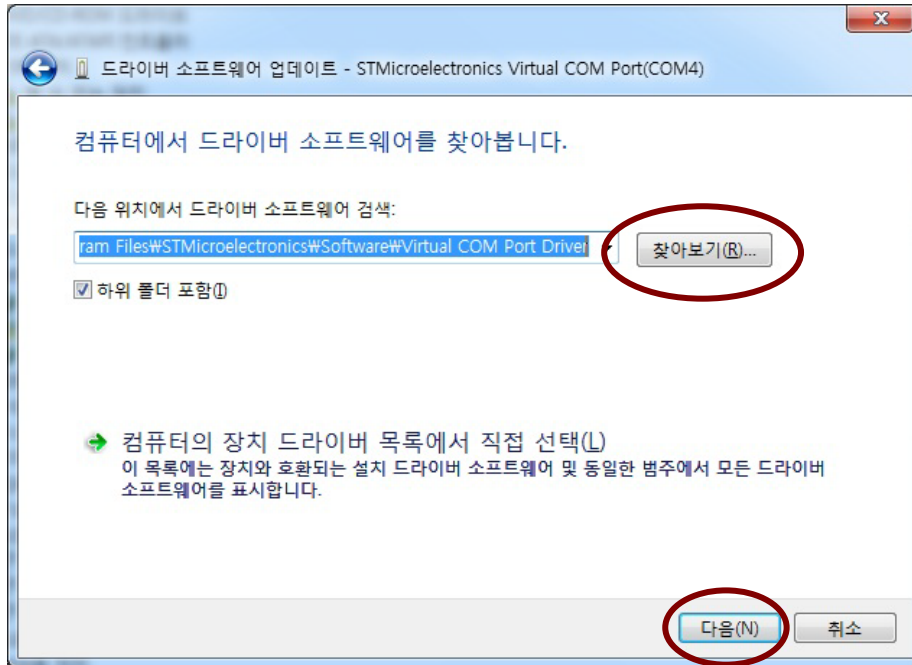 드라이버 소프트웨어 업데이트 - STMicroelectronics Virtual COM Port(COM4)
컴퓨터에서 드라이버 소프트웨어를 찾아봅니다.
다음 위치에서 드라이버 소프트웨어 검색:
ram Files₩STMicroelectronics₩Software₩Virtual COM Port Driver
찾아보기(R)...
하위 폴더 포함(I)
컴퓨터의 장치 드라이버 목록에서 직접 선택(L)
이 목록에는 장치와 호환되는 설치 드라이버 소프트웨어 및 동일한 범주에서 모든 드라이버
소프트웨어를 표시합니다.
다음(N)
취소